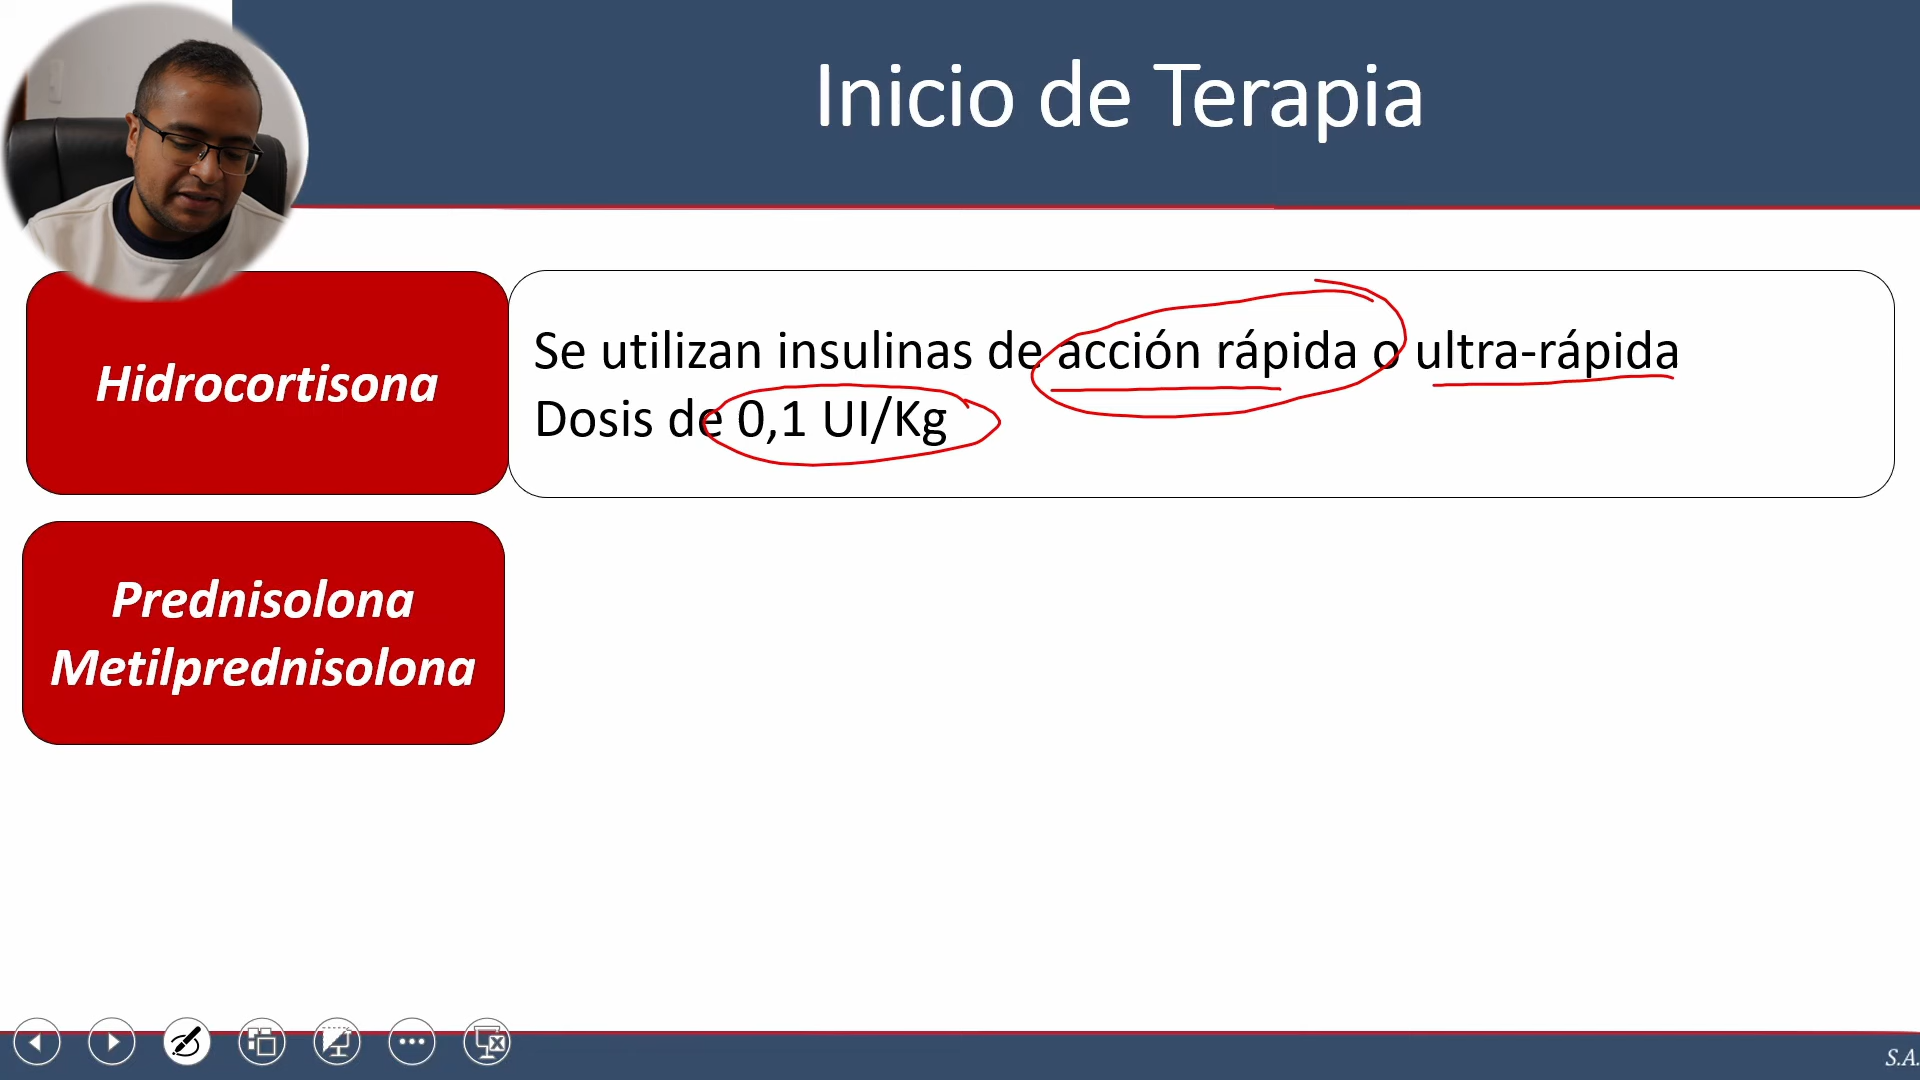 Inicio de Terapia
Hidrocortisona
Se utilizan insulinas de acción rápida o ultra-rápida
Dosis de 0,1 UI/Kg
Prednisolona
Metilprednisolona
S.A.